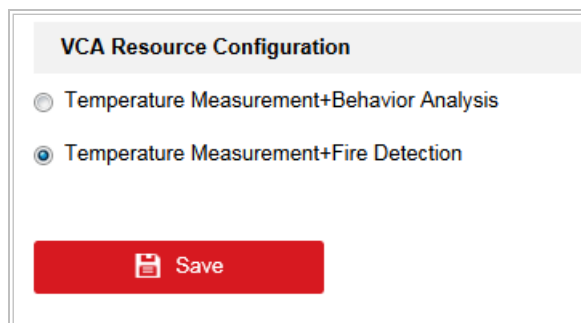 VCA Resource Configuration
Temperature Measurement+Behavior Analysis
Temperature Measurement+Fire Detection
Save